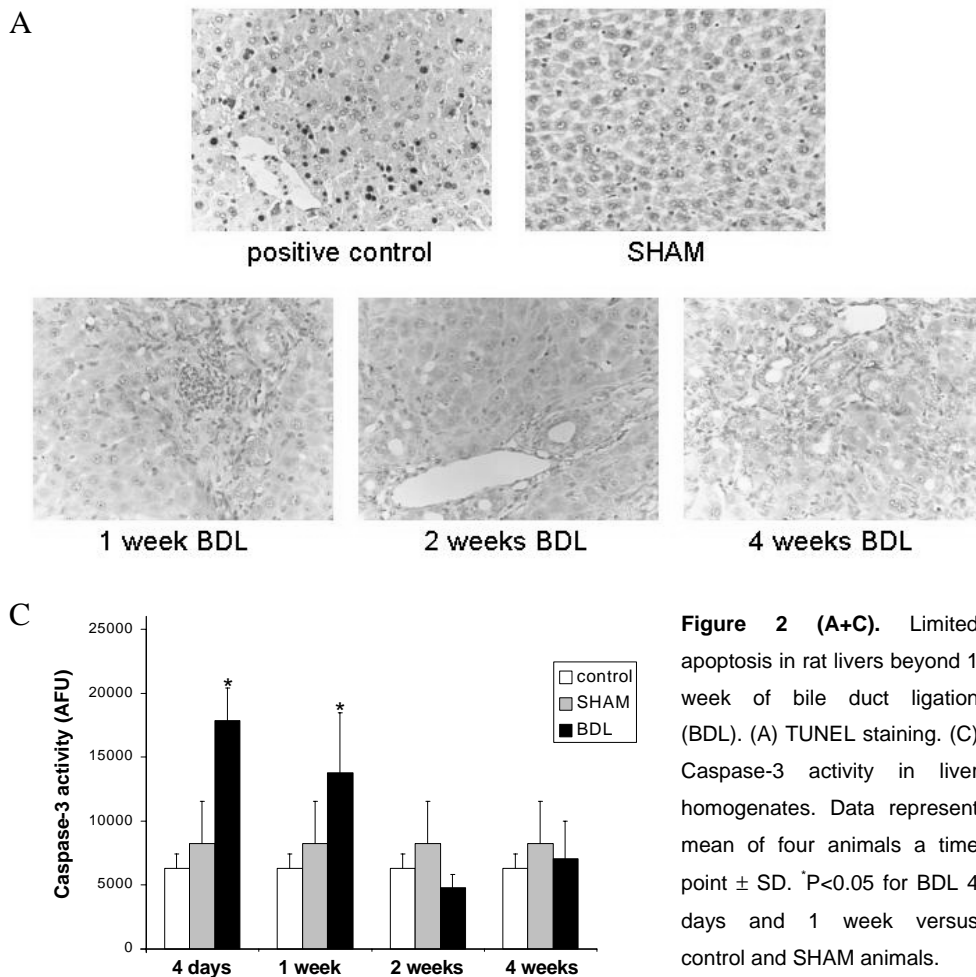 A
positive control
SHAM
1 week BDL
2 weeks BDL
4 weeks BDL
C
Caspase-3 activity (AFU)
25000
20000
15000
10000
5000
0
*
*
control
SHAM
BDL
4 days
1 week
2 weeks
4 weeks
Figure 2 (A+C). Limited
apoptosis in rat livers beyond 1
week of bile duct ligation
(BDL). (A) TUNEL staining. (C)
Caspase-3 activity in liver
homogenates. Data represent
mean of four animals a time
point ± SD. *P<0.05 for BDL 4
days and 1 week versus
control and SHAM animals.